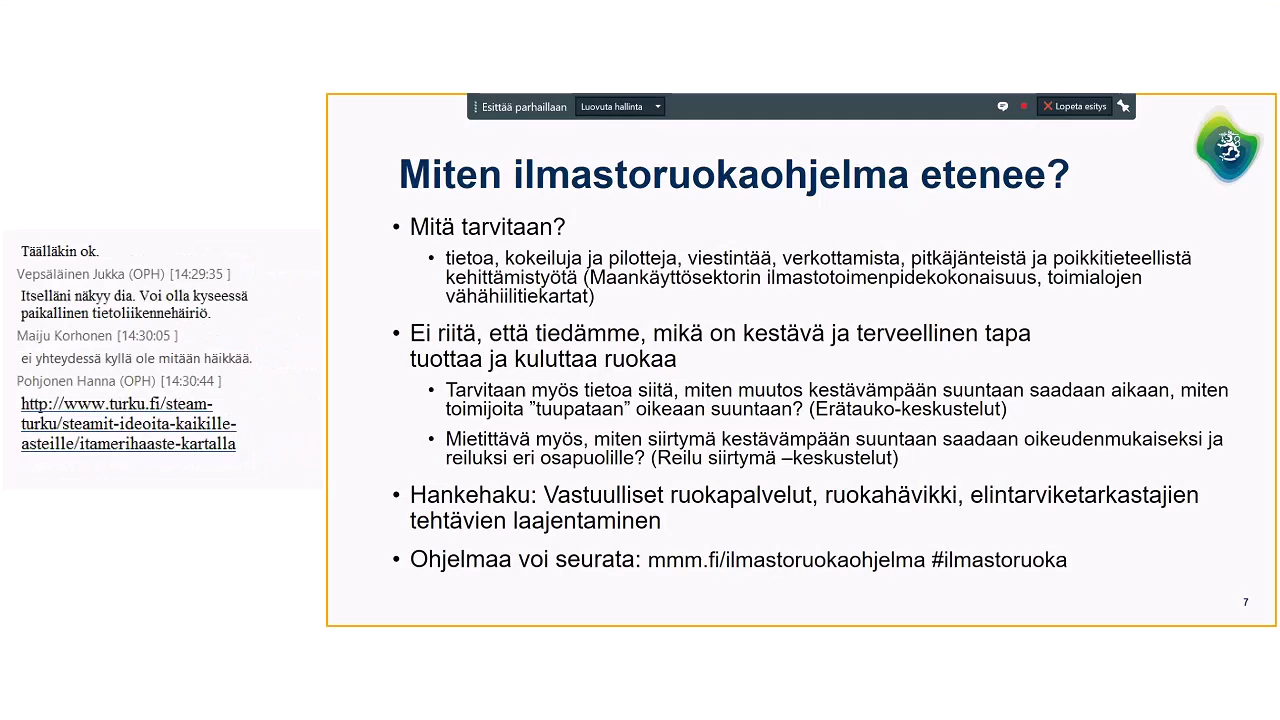 Täälläkin ok.
Vepsäläinen Jukka (OPH) [14:29:35 ]
Itselläni näkyy dia. Voi olla kyseessä
paikallinen tietoliikennehäiriö.
Maiju Korhonen [14:30:05 ]
ei yhteydessä kyllä ole mitään häikkää.
Pohjonen Hanna (OPH) [14:30:44 ]
http://www.turku.fi/steam-
turku/steamit-ideoita-kaikille-
asteille/itamerihaaste-kartalla
Esittää parhaillaan
Luovuta hallinta
Lopeta esitys
Miten ilmastoruokaohjelma etenee?
• Mitä tarvitaan?
• tietoa, kokeiluja ja pilotteja, viestintää, verkottamista, pitkäjänteistä ja poikkitieteellistä
kehittämistyötä (Maankäyttösektorin ilmastotoimenpidekokonaisuus, toimialojen
vähähiilitiekartat)
• Ei riitä, että tiedämme, mikä on kestävä ja terveellinen tapa
tuottaa ja kuluttaa ruokaa
• Tarvitaan myös tietoa siitä, miten muutos kestävämpään suuntaan saadaan aikaan, miten
toimijoita ”tuupataan” oikeaan suuntaan? (Erätauko-keskustelut)
• Mietittävä myös, miten siirtymä kestävämpään suuntaan saadaan oikeudenmukaiseksi ja
reiluksi eri osapuolille? (Reilu siirtymä –keskustelut)
• Hankehaku: Vastuulliset ruokapalvelut, ruokahävikki, elintarviketarkastajien
tehtävien laajentaminen
• Ohjelmaa voi seurata: mmm.fi/ilmastoruokaohjelma #ilmastoruoka
7